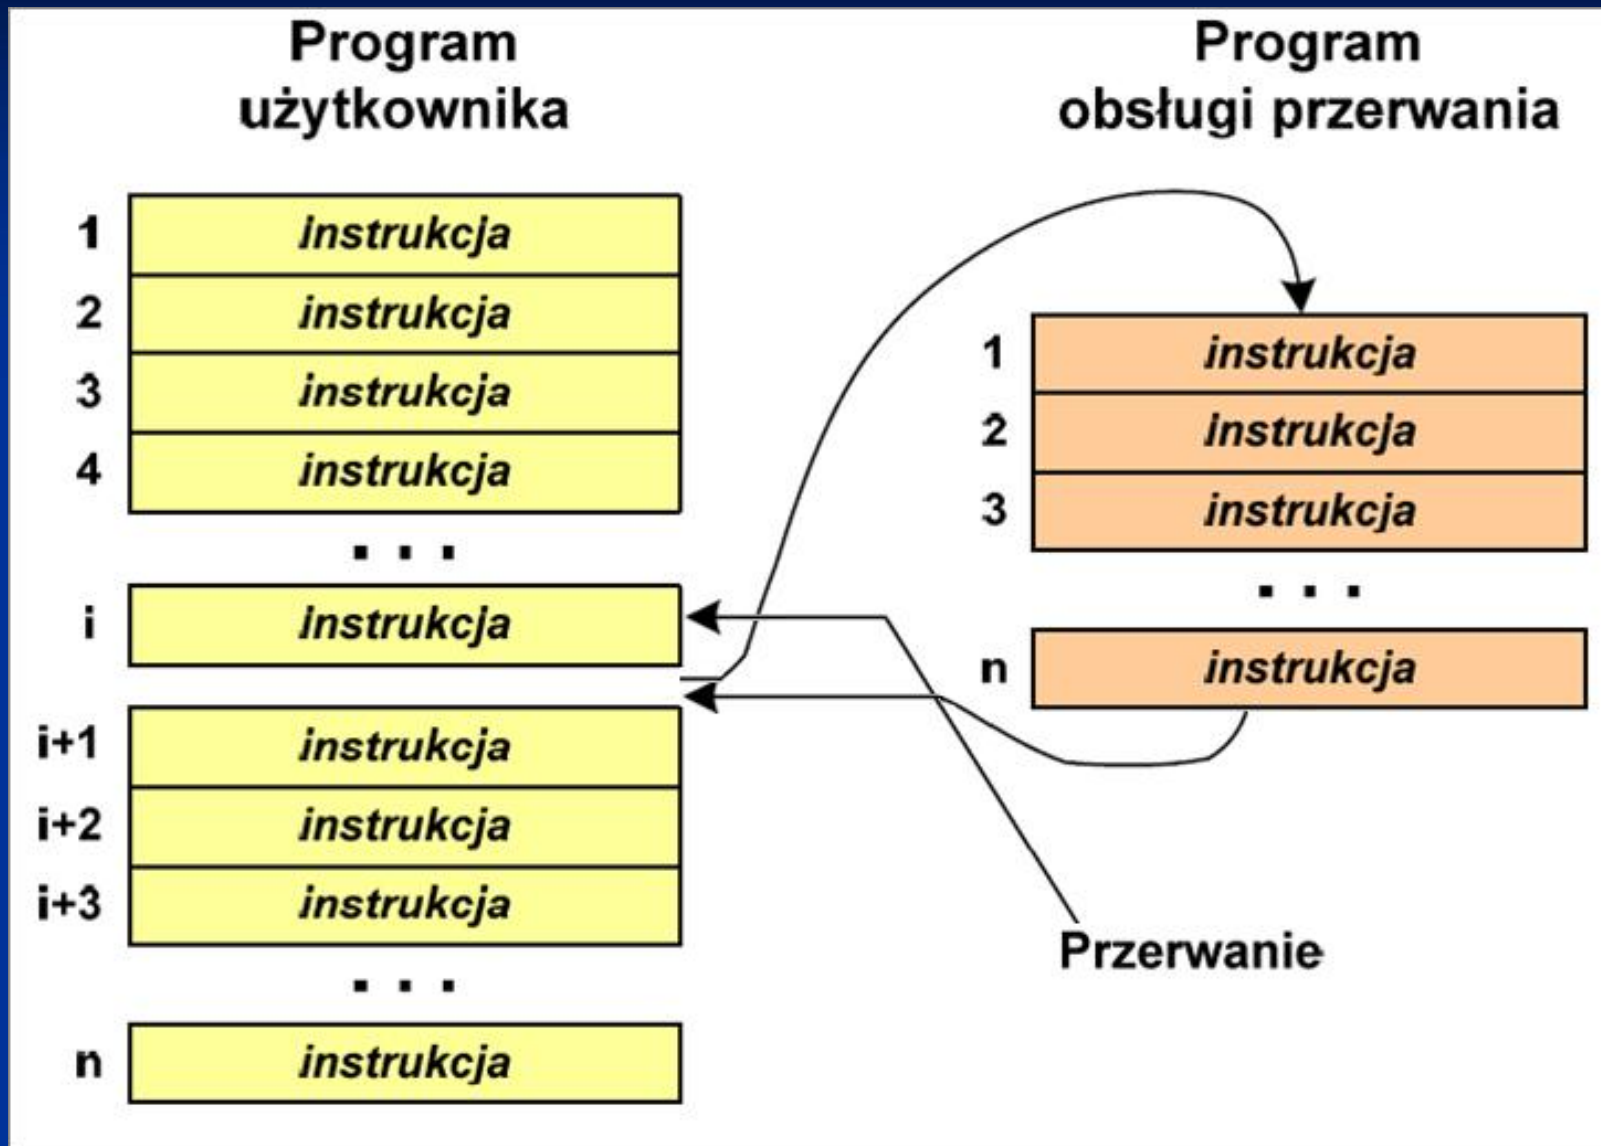 Program
użytkownika
1 instrukcja
2 instrukcja
3 instrukcja
4 instrukcja
. . .
i instrukcja
i+1 instrukcja
i+2 instrukcja
i+3 instrukcja
. . .
n instrukcja
Program
obsługi przerwania
1 instrukcja
2 instrukcja
3 instrukcja
. . .
n instrukcja
Przerwanie